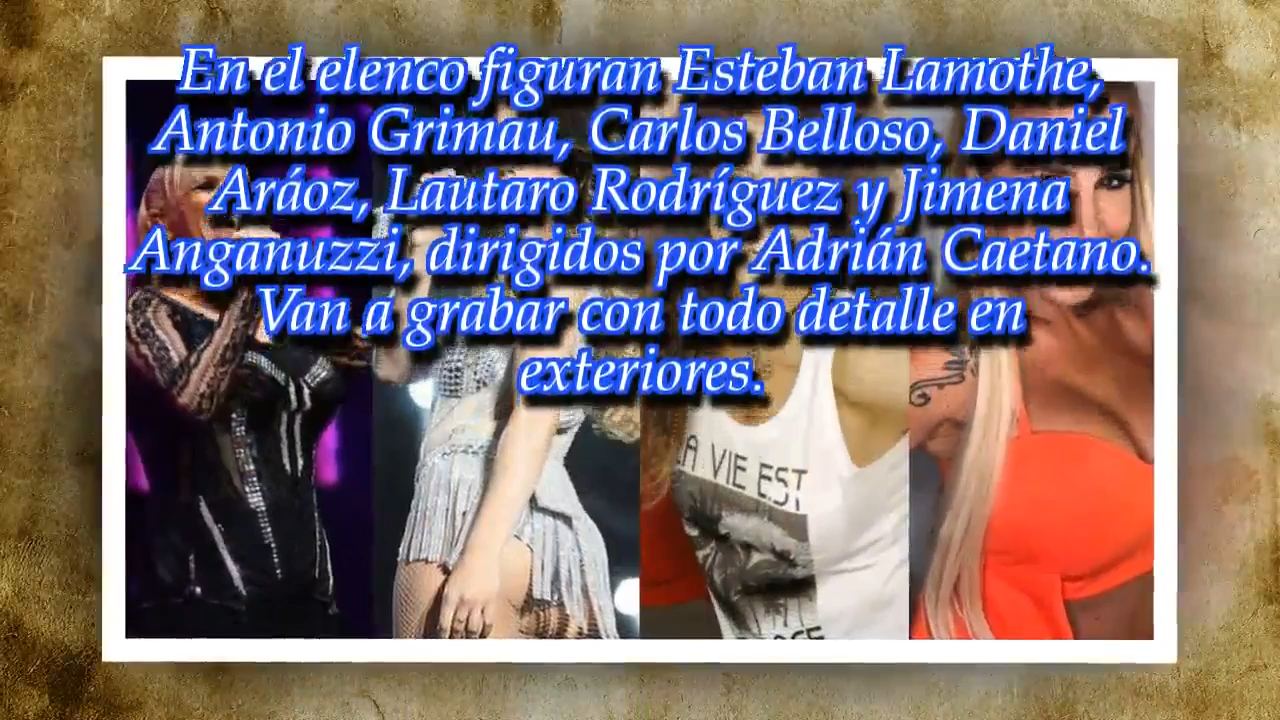 En el elenco figuran Esteban Lamothe,
Antonio Grimau, Carlos Belloso, Daniel
Aráoz, Lautaro Rodríguez y Jimena
Anganuzzi, dirigidos por Adrián Caetano.
Van a grabar con todo detalle en
exteriores.
LA VIE EST